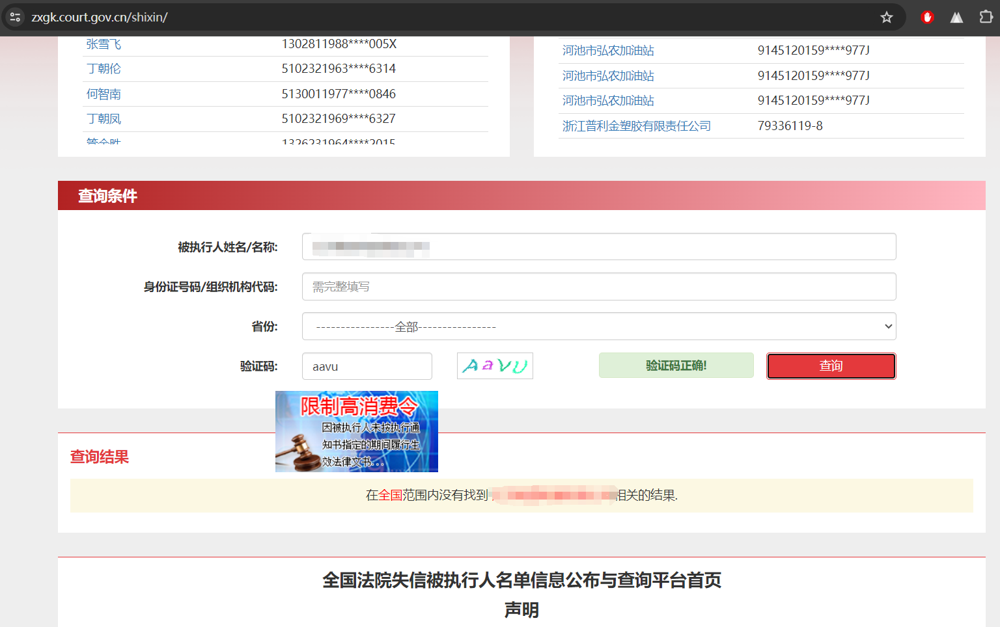 zxgk.court.gov.cn/shixin/
张雪飞 1302811988****005X
丁朝伦 5102321963****6314
何智南 5130011977****0846
丁朝凤 5102321969****6327
1326231964****2015
河池市弘农加油站 9145120159****977J
河池市弘农加油站 9145120159****977J
河池市弘农加油站 9145120159****977J
浙江普利金塑胶有限责任公司 79336119-8
查询条件
被执行人姓名/名称:
身份证号码/组织机构代码: 需完整填写
省份: ----------------全部----------------
验证码: aavu AavU 验证码正确! 查询
限制高消费令
因被执行人未按执行通
知书指定的期间履行生
效法律文书...
查询结果
在全国范围内没有找到 相关的结果.
全国法院失信被执行人名单信息公布与查询平台首页
声明